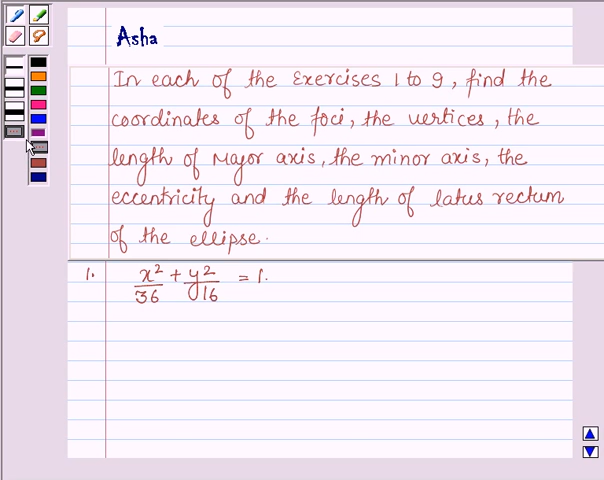 Asha
In each of the Exercises 1 to 9, find the
coordinates of the foci, the vertices, the
length of Major axis, the minor axis, the
eccentricity and the length of latus rectum
of the ellipse.
1. x²/36 + y²/16 = 1.